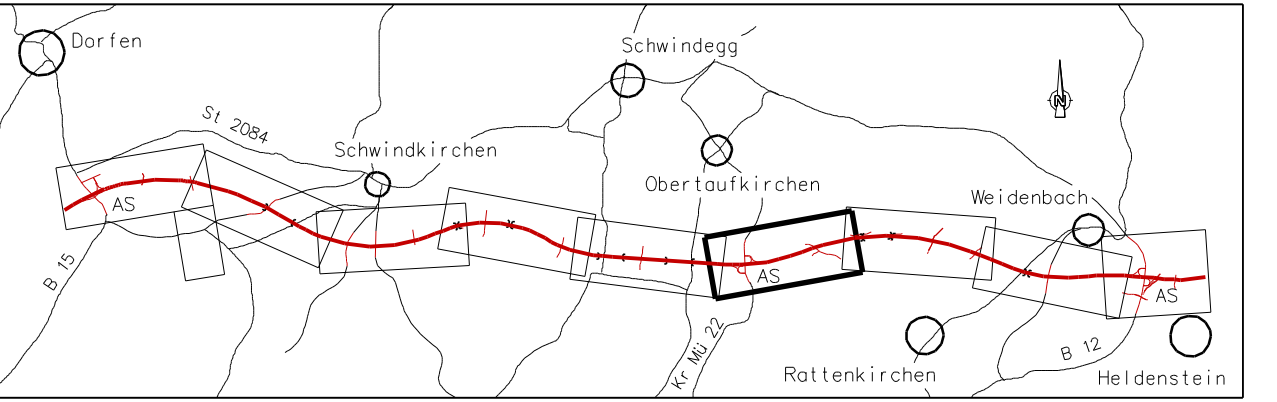 Dorfen
Schwindegg
St 2084
N
Schwindkirchen
Obertaufkirchen
Weidenbach
AS
AS
AS
B 15
Kr Mü 22
B 12
Rattenkirchen
Heldenstein